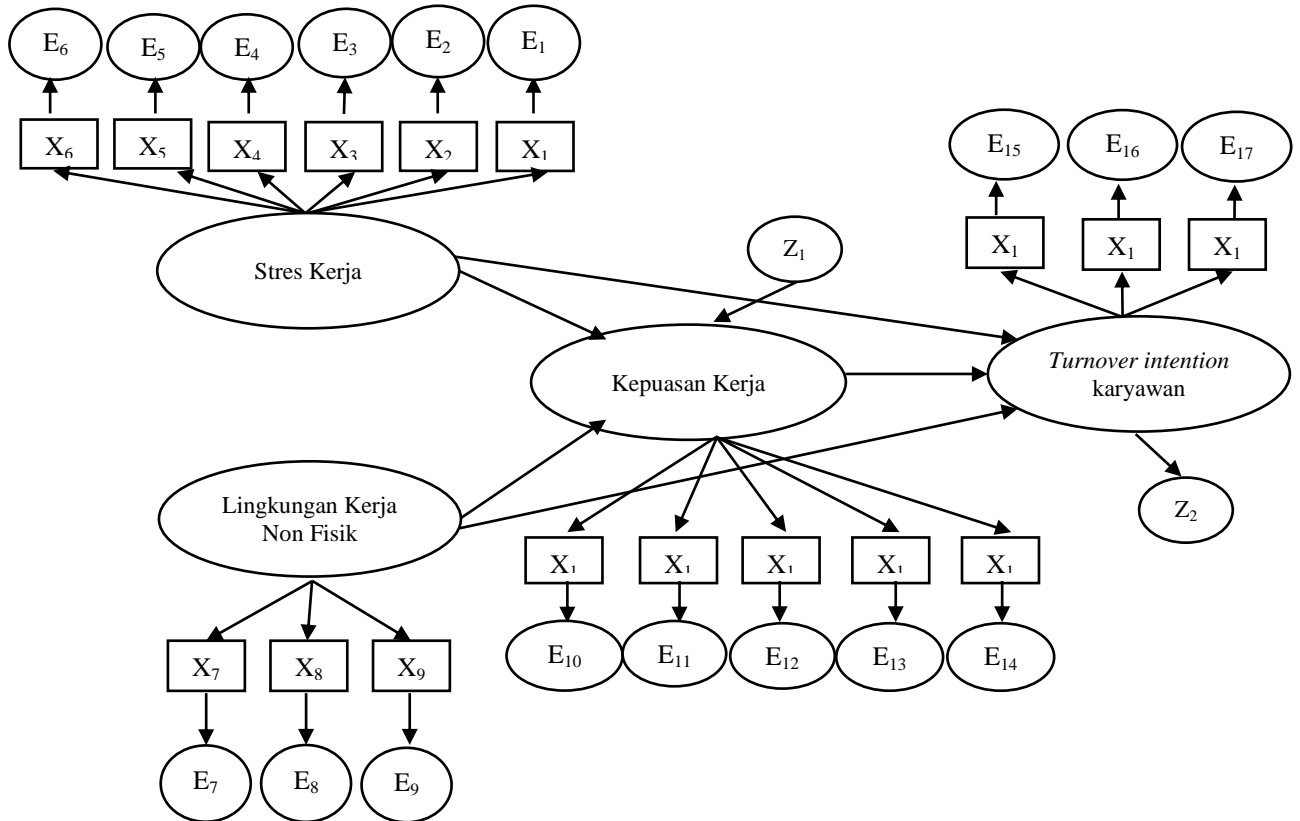 E6 E5 E4 E3 E2 E1
X6 X5 X4 X3 X2 X1
E15 E16 E17
X1 X1 X1
Stres Kerja
Z1
Kepuasan Kerja
Turnover intention
karyawan
Lingkungan Kerja
Non Fisik
Z2
X1 X1 X1 X1 X1
E10 E11 E12 E13 E14
X7 X8 X9
E7 E8 E9